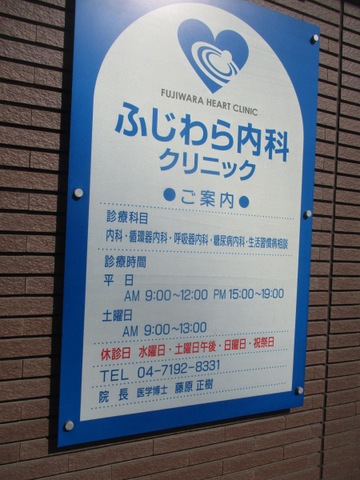 FUJIWARA HEART CLINIC
ふじわら内科
クリニック
●ご案内●
診療科目
内科・循環器内科・呼吸器内科・糖尿病内科・生活習慣病相談
診療時間
平 日
AM 9:00〜12:00 PM 15:00〜19:00
土曜日
AM 9:00〜13:00
休診日 水曜日・土曜日午後・日曜日・祝祭日
TEL 04-7192-8331
院 長 医学博士 藤原 正樹